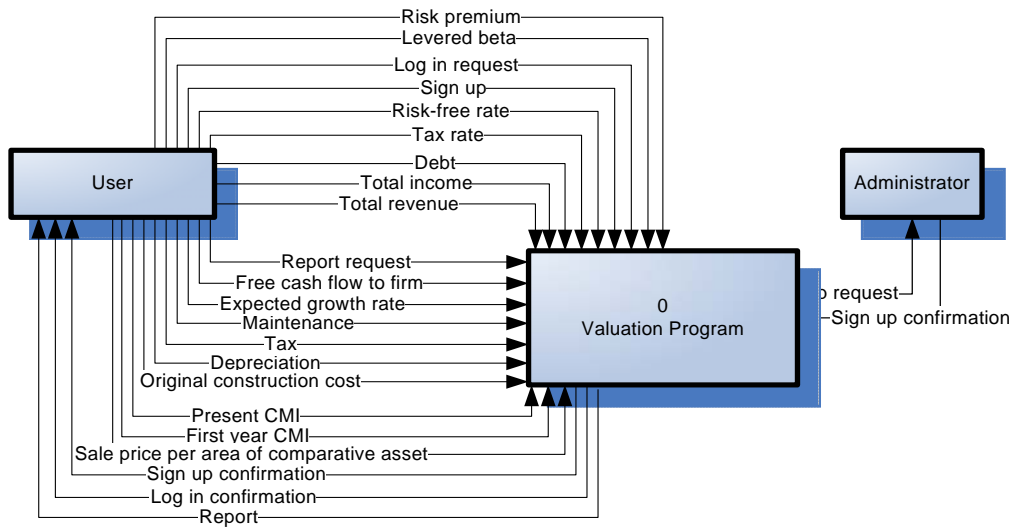 Risk premium
Levered beta
Log in request
Sign up
Risk-free rate
Tax rate
Debt
Total income
Total revenue
User
Administrator
Report request
Free cash flow to firm
Expected growth rate
Maintenance
Tax
Depreciation
Original construction cost
0
Valuation Program
request
Sign up confirmation
Present CMI
First year CMI
Sale price per area of comparative asset
Sign up confirmation
Log in confirmation
Report